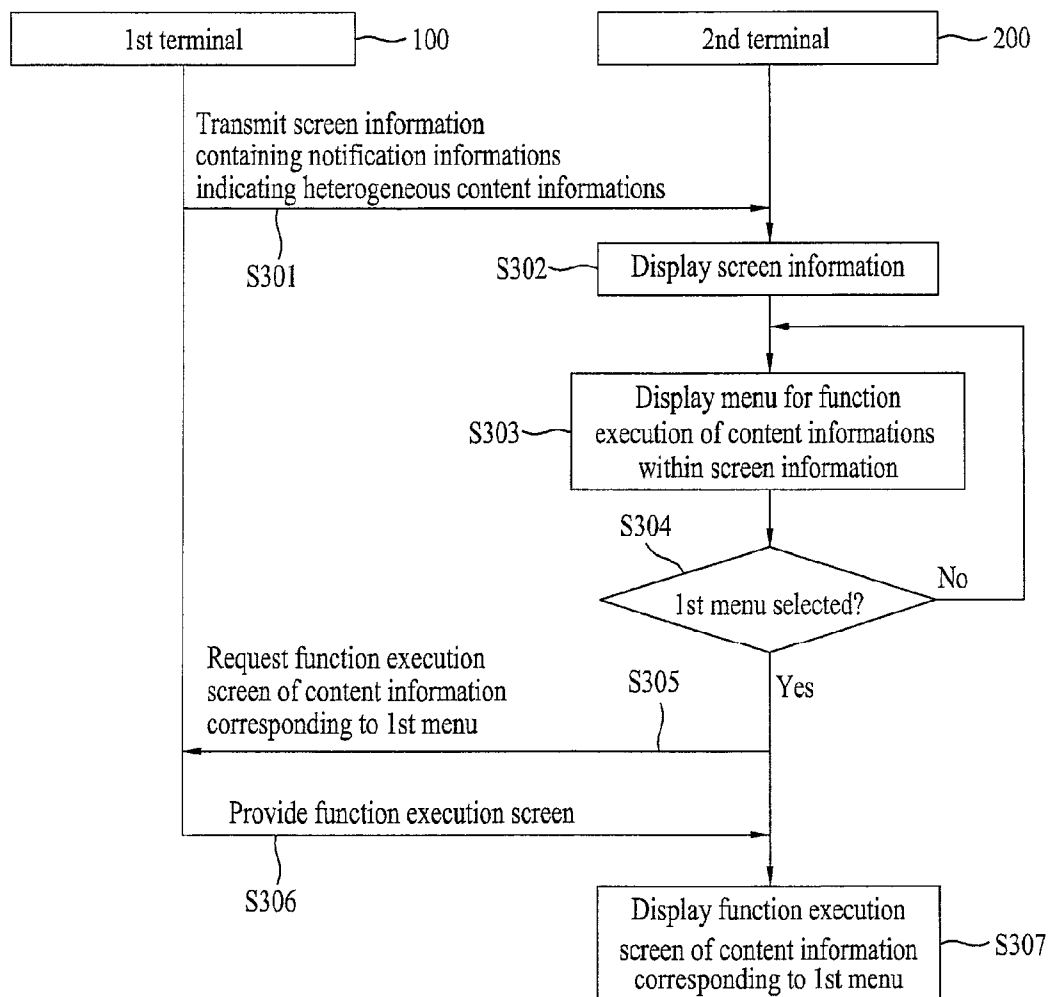 1st terminal
100
2nd terminal
200
Transmit screen information
containing notification informations
indicating heterogeneous content informations
S301
S302
Display screen information
S303
Display menu for function
execution of content informations
within screen information
S304
1st menu selected?
No
Yes
Request function execution
screen of content information
corresponding to 1st menu
S305
Provide function execution screen
S306
Display function execution
screen of content information
corresponding to 1st menu
S307